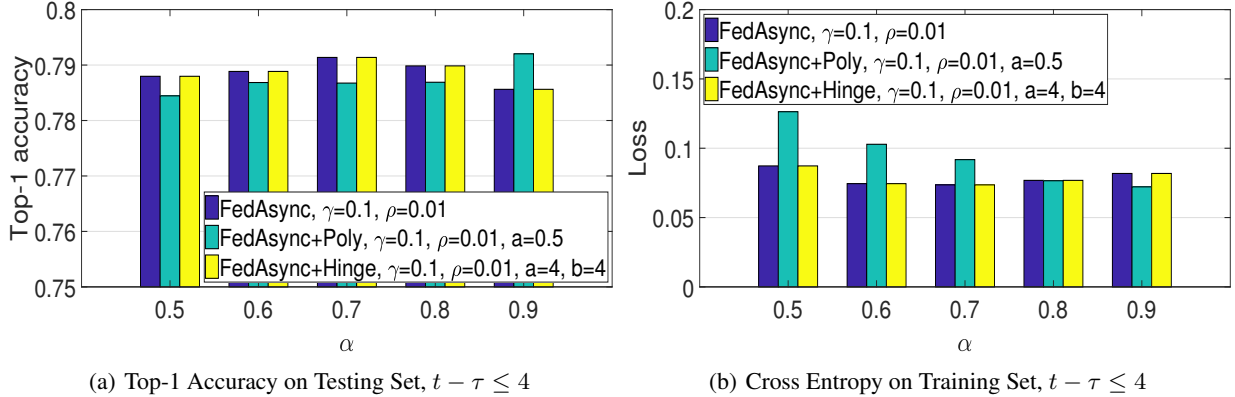 0.8
0.79
0.78
0.77
0.76
0.75
Top-1 accuracy
FedAsync, γ=0.1, ρ=0.01
FedAsync+Poly, γ=0.1, ρ=0.01, a=0.5
FedAsync+Hinge, γ=0.1, ρ=0.01, a=4, b=4
0.5 0.6 0.7 0.8 0.9
α
(a) Top-1 Accuracy on Testing Set, t − τ ≤ 4
0.2
0.15
0.1
0.05
0
Loss
FedAsync, γ=0.1, ρ=0.01
FedAsync+Poly, γ=0.1, ρ=0.01, a=0.5
FedAsync+Hinge, γ=0.1, ρ=0.01, a=4, b=4
0.5 0.6 0.7 0.8 0.9
α
(b) Cross Entropy on Training Set, t − τ ≤ 4